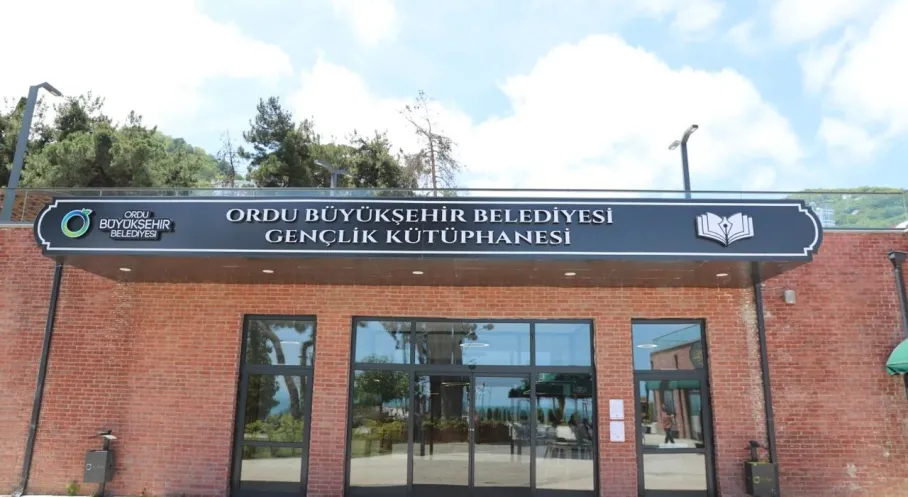 ORDU
BÜYÜKŞEHİR
BELEDİYESİ
ORDU BÜYÜKŞEHİR BELEDİYESİ
GENÇLİK KÜTÜPHANESİ